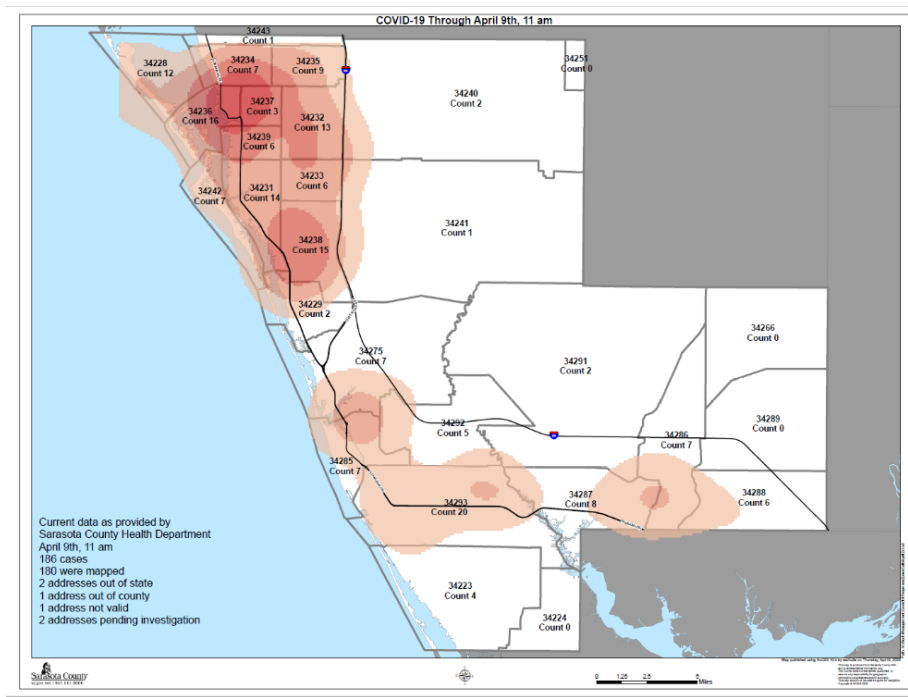 COVID-19 Through April 9th, 11 am
34243
Count 1
34234
Count 7
34235
Count 9
34228
Count 12
34251
Count 0
34240
Count 2
34236
Count 16
34237
Count 3
34232
Count 13
34239
Count 6
34233
Count 6
34242
Count 7
34231
Count 14
34241
Count 1
34238
Count 15
34229
Count 2
34275
Count 7
34291
Count 2
34266
Count 0
34292
Count 5
34286
Count 7
34289
Count 0
34285
Count 7
34293
Count 20
34287
Count 8
34288
Count 6
34223
Count 4
34224
Count 0
Current data as provided by
Sarasota County Health Department
April 9th, 11 am
186 cases
180 were mapped
2 addresses out of state
1 address out of county
1 address not valid
2 addresses pending investigation
Sarasota County
0 1.25 2.5 5
Miles